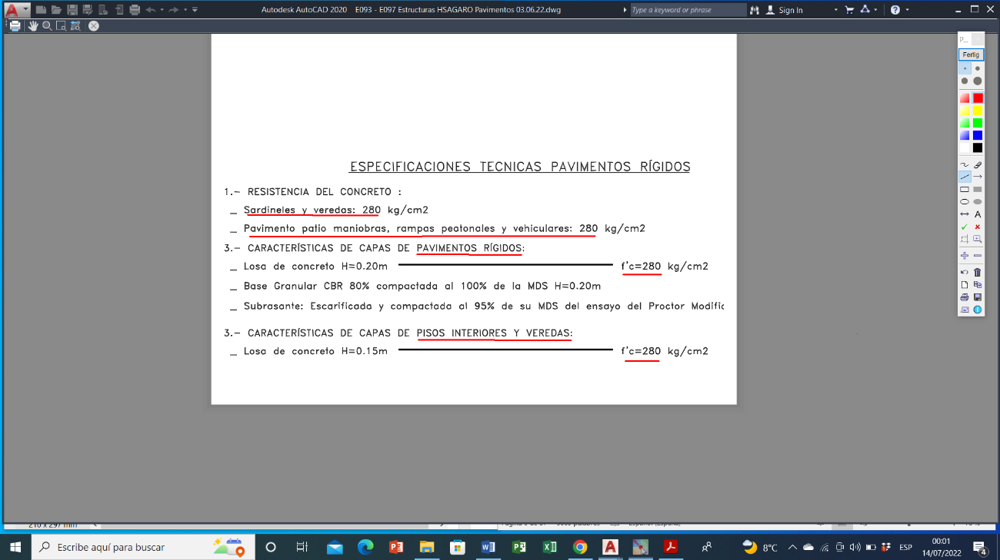 Autodesk AutoCAD 2020 E093 - E097 Estructuras HSAGARO Pavimentos 03.06.22.dwg
Type a keyword or phrase
Sign In
P...
Fertig
ESPECIFICACIONES TECNICAS PAVIMENTOS RÍGIDOS
1.- RESISTENCIA DEL CONCRETO :
_ Sardineles y veredas: 280 kg/cm2
_ Pavimento patio maniobras, rampas peatonales y vehiculares: 280 kg/cm2
3.- CARACTERÍSTICAS DE CAPAS DE PAVIMENTOS RÍGIDOS:
_ Losa de concreto H=0.20m f'c=280 kg/cm2
_ Base Granular CBR 80% compactada al 100% de la MDS H=0.20m
_ Subrasante: Escarificada y compactada al 95% de su MDS del ensayo del Proctor Modific
3.- CARACTERÍSTICAS DE CAPAS DE PISOS INTERIORES Y VEREDAS:
_ Losa de concreto H=0.15m f'c=280 kg/cm2
210 x 297 mm
Escribe aquí para buscar
8°C
ESP
00:01
14/07/2022
4